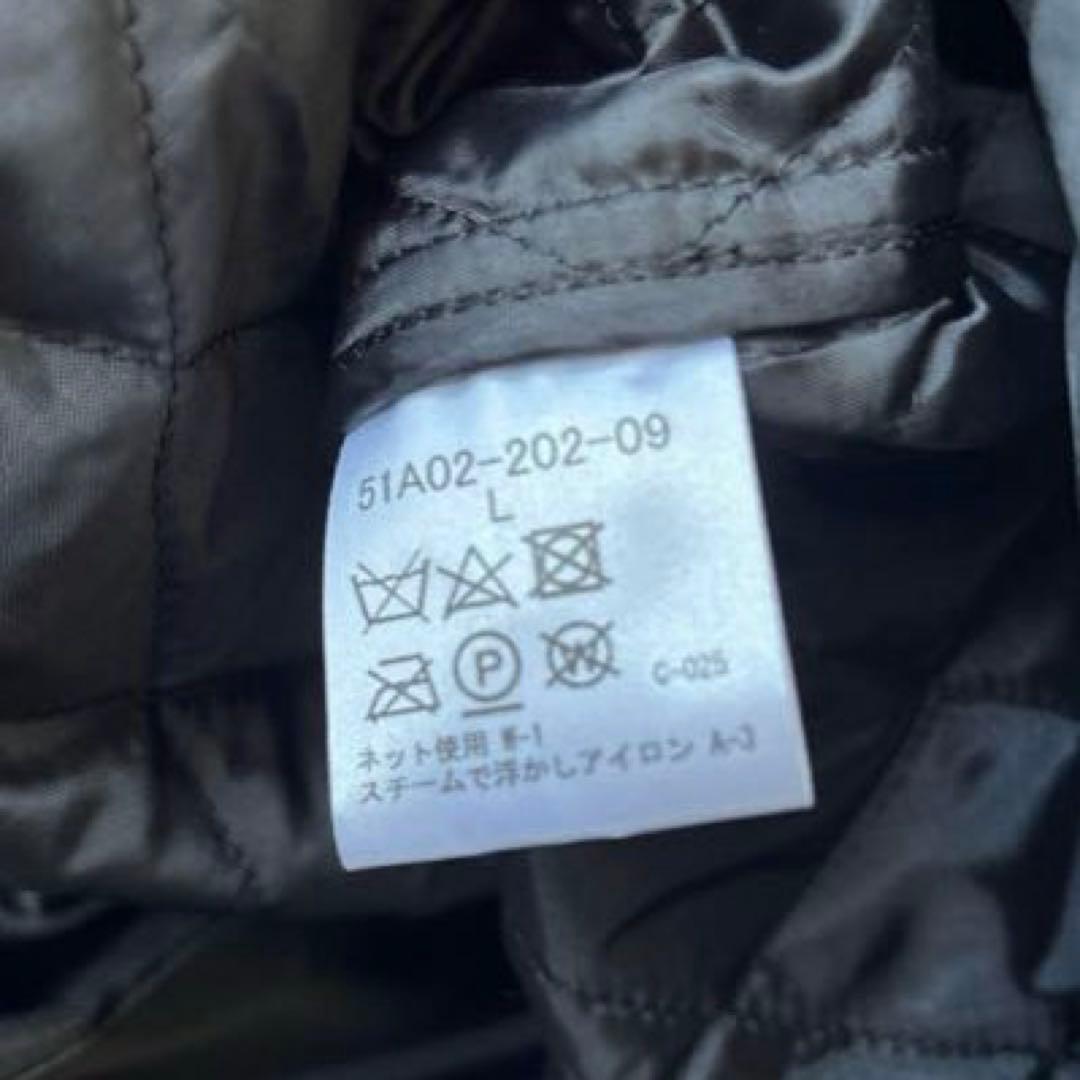 51A02-202-09
L
P W C-025
ネット使用 W-1
スチームで浮かしアイロン A-3